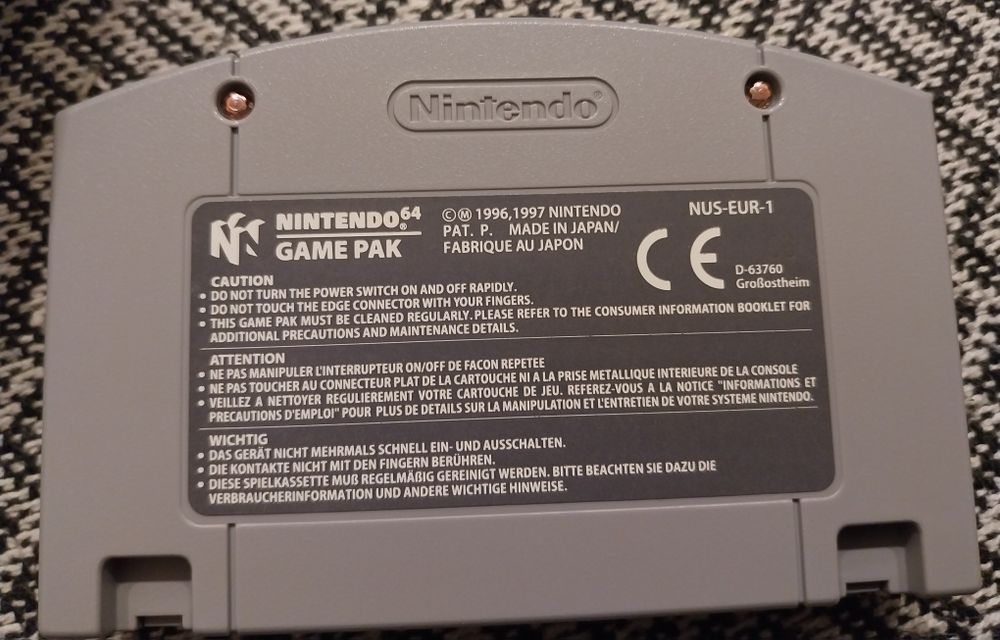 Nintendo®
NINTENDO®64
GAME PAK
©Ⓜ 1996,1997 NINTENDO
PAT. P. MADE IN JAPAN/
FABRIQUE AU JAPON
NUS-EUR-1
CE
D-63760
Großostheim
CAUTION
• DO NOT TURN THE POWER SWITCH ON AND OFF RAPIDLY.
• DO NOT TOUCH THE EDGE CONNECTOR WITH YOUR FINGERS.
• THIS GAME PAK MUST BE CLEANED REGULARLY. PLEASE REFER TO THE CONSUMER INFORMATION BOOKLET FOR
ADDITIONAL PRECAUTIONS AND MAINTENANCE DETAILS.
ATTENTION
• NE PAS MANIPULER L'INTERRUPTEUR ON/OFF DE FACON REPETEE
• NE PAS TOUCHER AU CONNECTEUR PLAT DE LA CARTOUCHE NI A LA PRISE METALLIQUE INTERIEURE DE LA CONSOLE
• VEILLEZ A NETTOYER REGULIEREMENT VOTRE CARTOUCHE DE JEU. REFEREZ-VOUS A LA NOTICE "INFORMATIONS ET
PRECAUTIONS D'EMPLOI" POUR PLUS DE DETAILS SUR LA MANIPULATION ET L'ENTRETIEN DE VOTRE SYSTEME NINTENDO.
WICHTIG
• DAS GERÄT NICHT MEHRMALS SCHNELL EIN- UND AUSSCHALTEN.
• DIE KONTAKTE NICHT MIT DEN FINGERN BERÜHREN.
• DIESE SPIELKASSETTE MUß REGELMÄßIG GEREINIGT WERDEN. BITTE BEACHTEN SIE DAZU DIE
VERBRAUCHERINFORMATION UND ANDERE WICHTIGE HINWEISE.